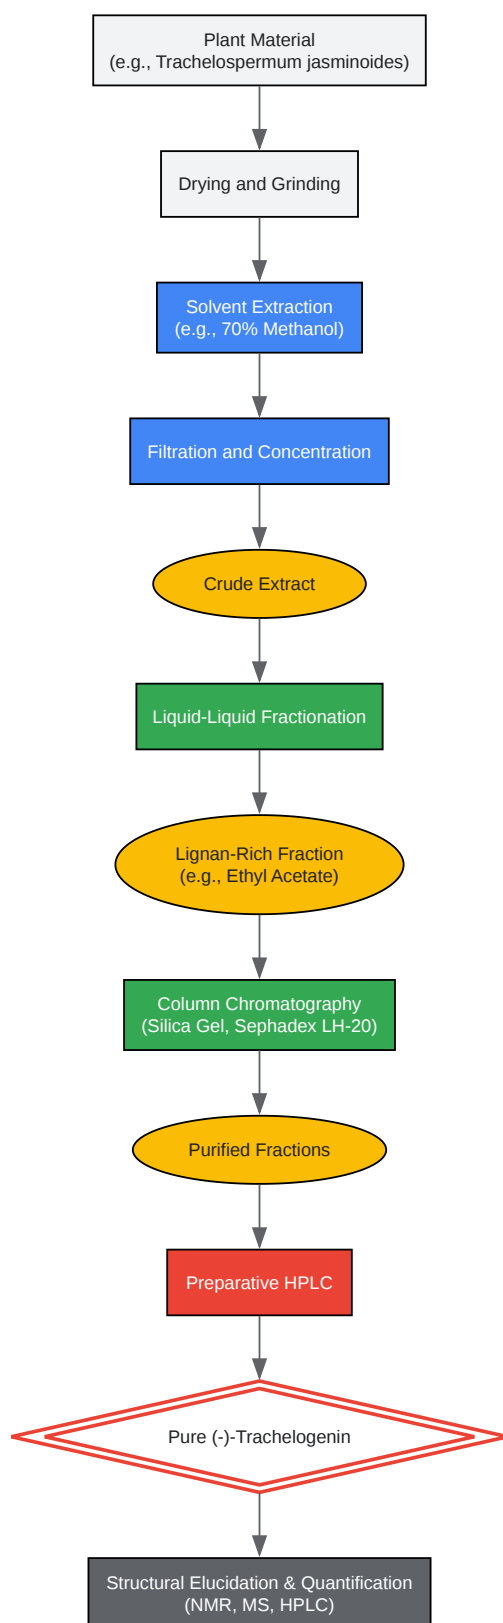 Plant Material
(e.g., Trachelospermum jasminoides)
Drying and Grinding
Solvent Extraction
(e.g., 70% Methanol)
Filtration and Concentration
Crude Extract
Liquid-Liquid Fractionation
Lignan-Rich Fraction
(e.g., Ethyl Acetate)
Column Chromatography
(Silica Gel, Sephadex LH-20)
Purified Fractions
Preparative HPLC
Pure (-)-Trachelogenin
Structural Elucidation & Quantification
(NMR, MS, HPLC)